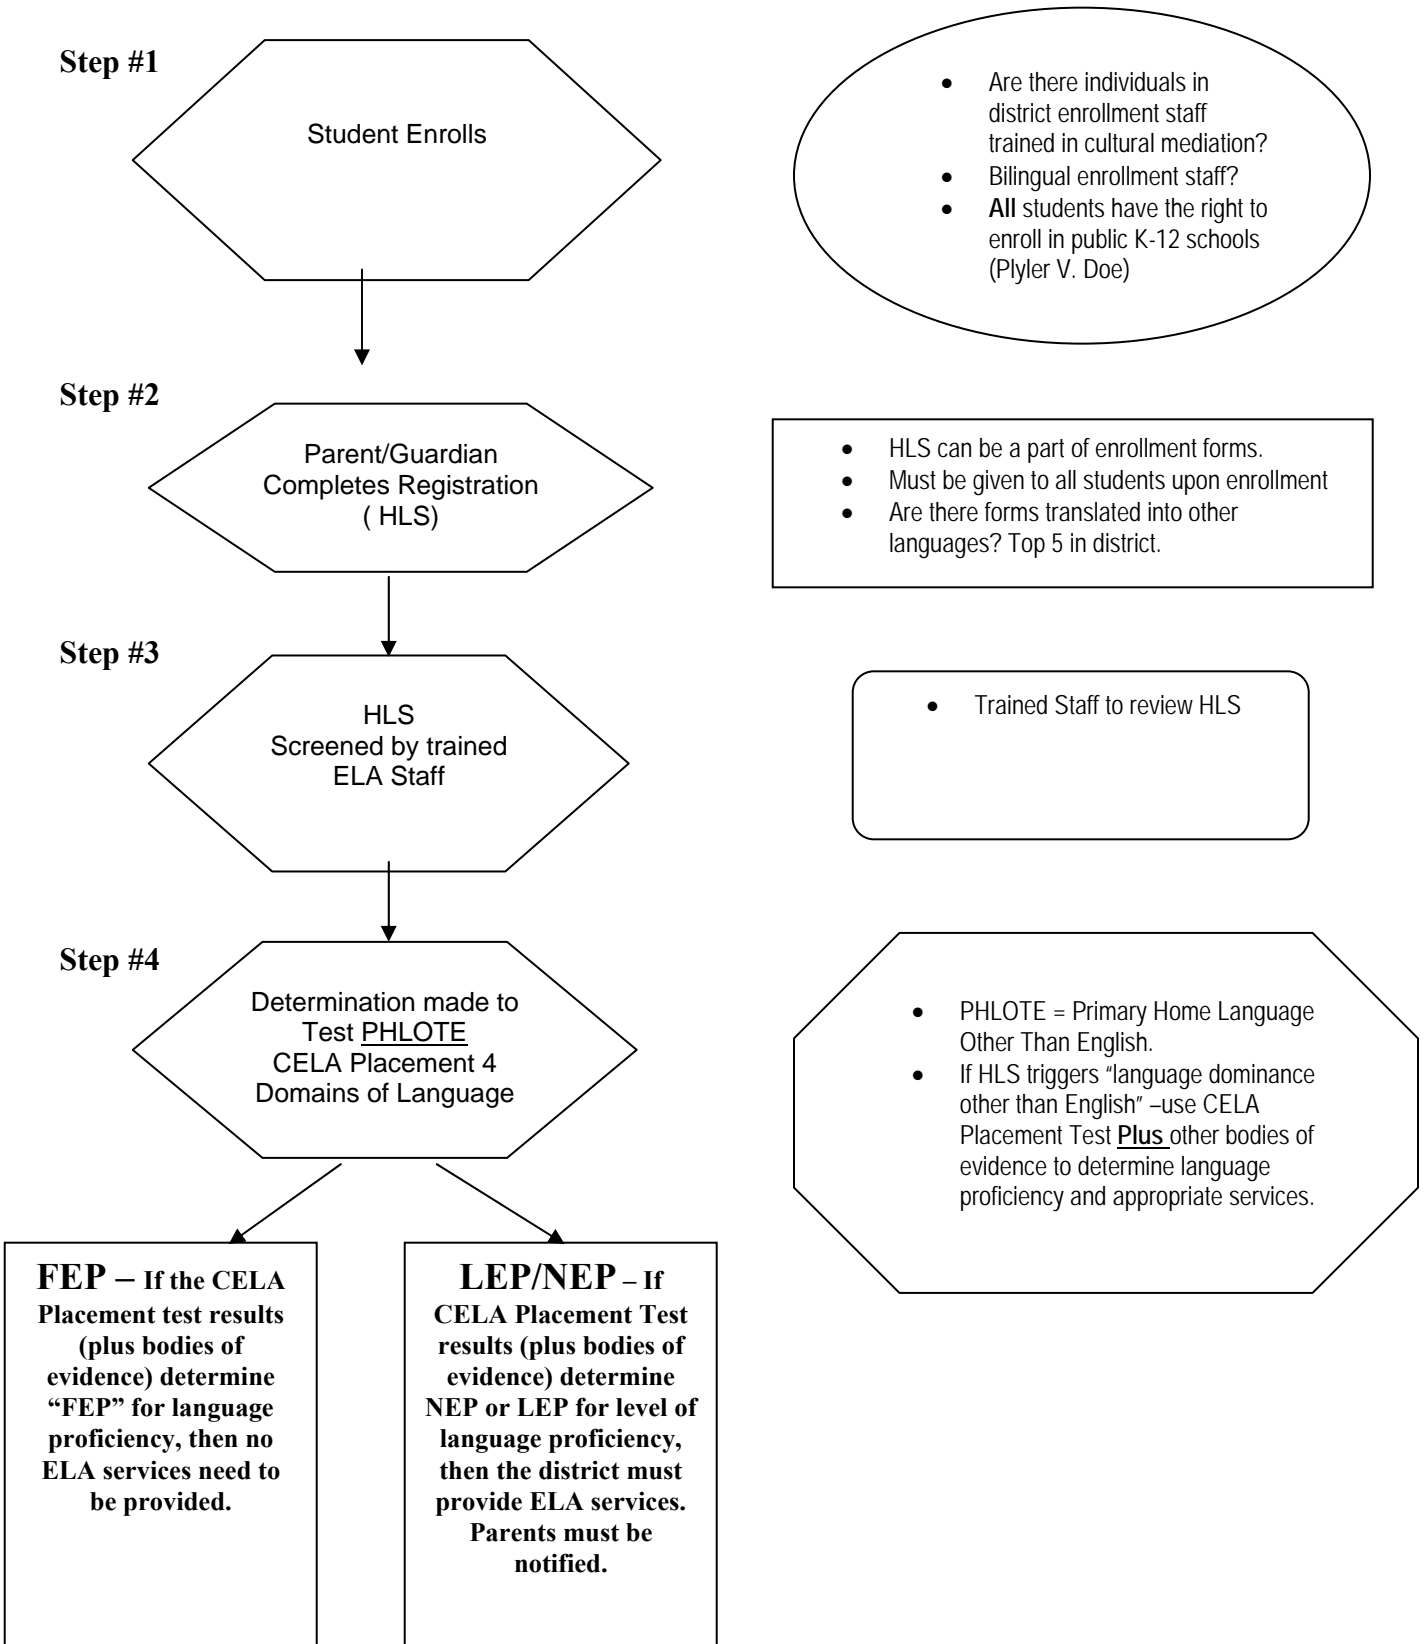 Step #1
Student Enrolls
• Are there individuals in
district enrollment staff
trained in cultural mediation?
• Bilingual enrollment staff?
• All students have the right to
enroll in public K-12 schools
(Plyler V. Doe)
Step #2
Parent/Guardian
Completes Registration
( HLS)
• HLS can be a part of enrollment forms.
• Must be given to all students upon enrollment
• Are there forms translated into other
languages? Top 5 in district.
Step #3
HLS
Screened by trained
ELA Staff
• Trained Staff to review HLS
Step #4
Determination made to
Test PHLOTE
CELA Placement 4
Domains of Language
• PHLOTE = Primary Home Language
Other Than English.
• If HLS triggers “language dominance
other than English” –use CELA
Placement Test Plus other bodies of
evidence to determine language
proficiency and appropriate services.
FEP – If the CELA
Placement test results
(plus bodies of
evidence) determine
“FEP” for language
proficiency, then no
ELA services need to
be provided.
LEP/NEP – If
CELA Placement Test
results (plus bodies of
evidence) determine
NEP or LEP for level of
language proficiency,
then the district must
provide ELA services.
Parents must be
notified.